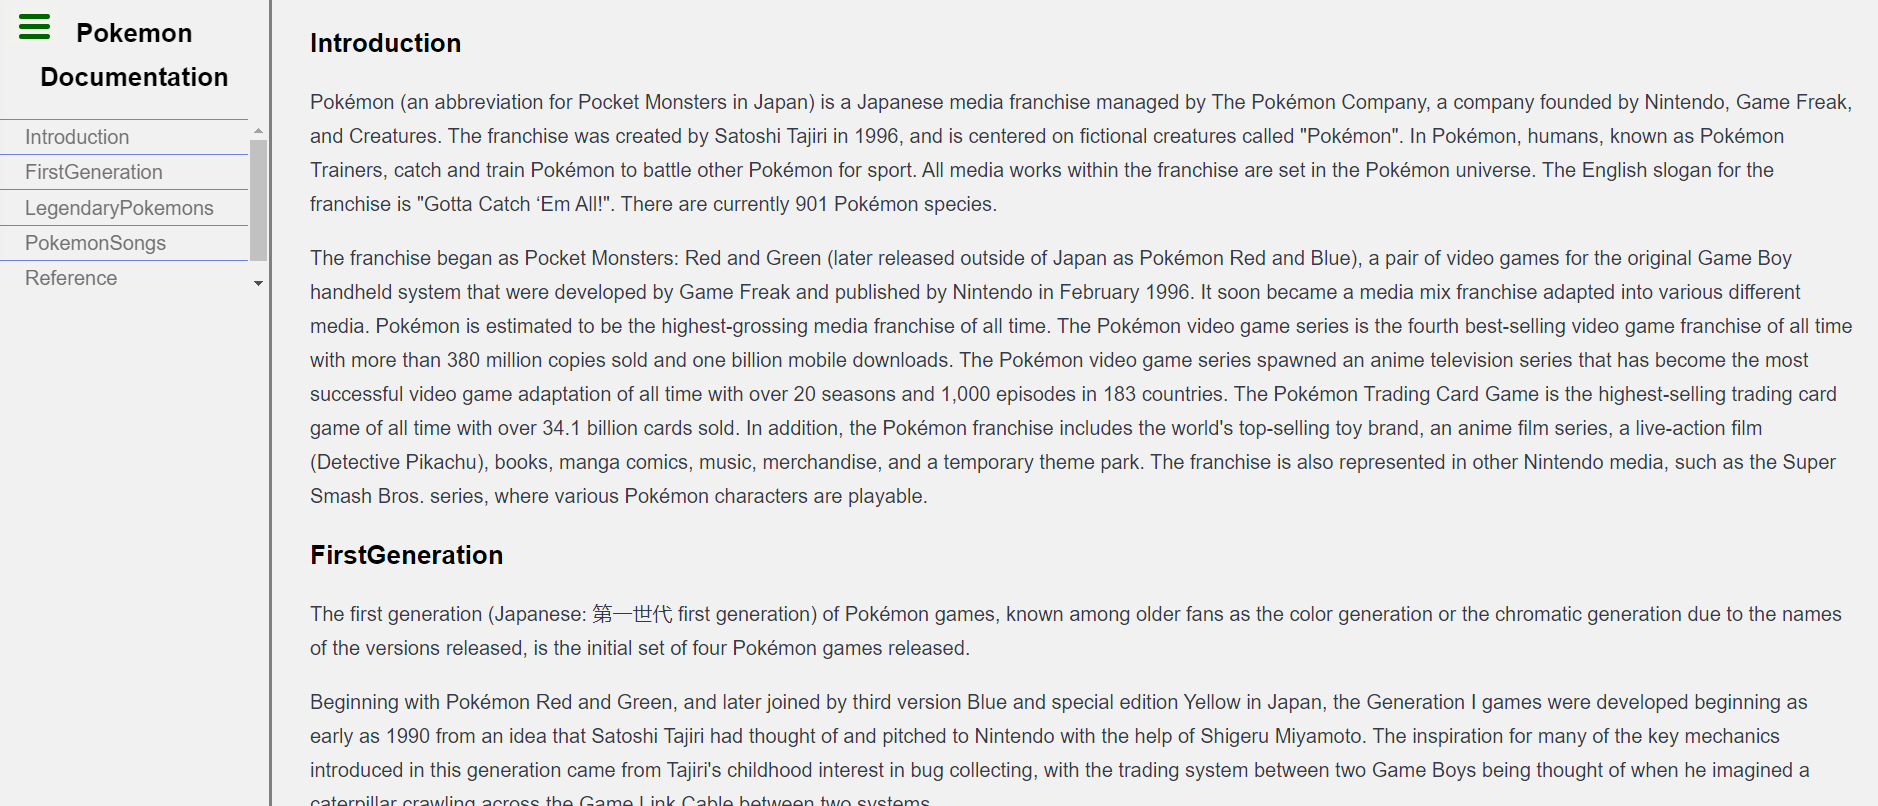 Pokemon
Documentation
Introduction
FirstGeneration
LegendaryPokemons
PokemonSongs
Reference
Introduction
Pokémon (an abbreviation for Pocket Monsters in Japan) is a Japanese media franchise managed by The Pokémon Company, a company founded by Nintendo, Game Freak,
and Creatures. The franchise was created by Satoshi Tajiri in 1996, and is centered on fictional creatures called "Pokémon". In Pokémon, humans, known as Pokémon
Trainers, catch and train Pokémon to battle other Pokémon for sport. All media works within the franchise are set in the Pokémon universe. The English slogan for the
franchise is "Gotta Catch ‘Em All!". There are currently 901 Pokémon species.
The franchise began as Pocket Monsters: Red and Green (later released outside of Japan as Pokémon Red and Blue), a pair of video games for the original Game Boy
handheld system that were developed by Game Freak and published by Nintendo in February 1996. It soon became a media mix franchise adapted into various different
media. Pokémon is estimated to be the highest-grossing media franchise of all time. The Pokémon video game series is the fourth best-selling video game franchise of all time
with more than 380 million copies sold and one billion mobile downloads. The Pokémon video game series spawned an anime television series that has become the most
successful video game adaptation of all time with over 20 seasons and 1,000 episodes in 183 countries. The Pokémon Trading Card Game is the highest-selling trading card
game of all time with over 34.1 billion cards sold. In addition, the Pokémon franchise includes the world's top-selling toy brand, an anime film series, a live-action film
(Detective Pikachu), books, manga comics, music, merchandise, and a temporary theme park. The franchise is also represented in other Nintendo media, such as the Super
Smash Bros. series, where various Pokémon characters are playable.
FirstGeneration
The first generation (Japanese: 第一世代 first generation) of Pokémon games, known among older fans as the color generation or the chromatic generation due to the names
of the versions released, is the initial set of four Pokémon games released.
Beginning with Pokémon Red and Green, and later joined by third version Blue and special edition Yellow in Japan, the Generation I games were developed beginning as
early as 1990 from an idea that Satoshi Tajiri had thought of and pitched to Nintendo with the help of Shigeru Miyamoto. The inspiration for many of the key mechanics
introduced in this generation came from Tajiri's childhood interest in bug collecting, with the trading system between two Game Boys being thought of when he imagined a
caterpillar crawling across the Game Link Cable between two systems.